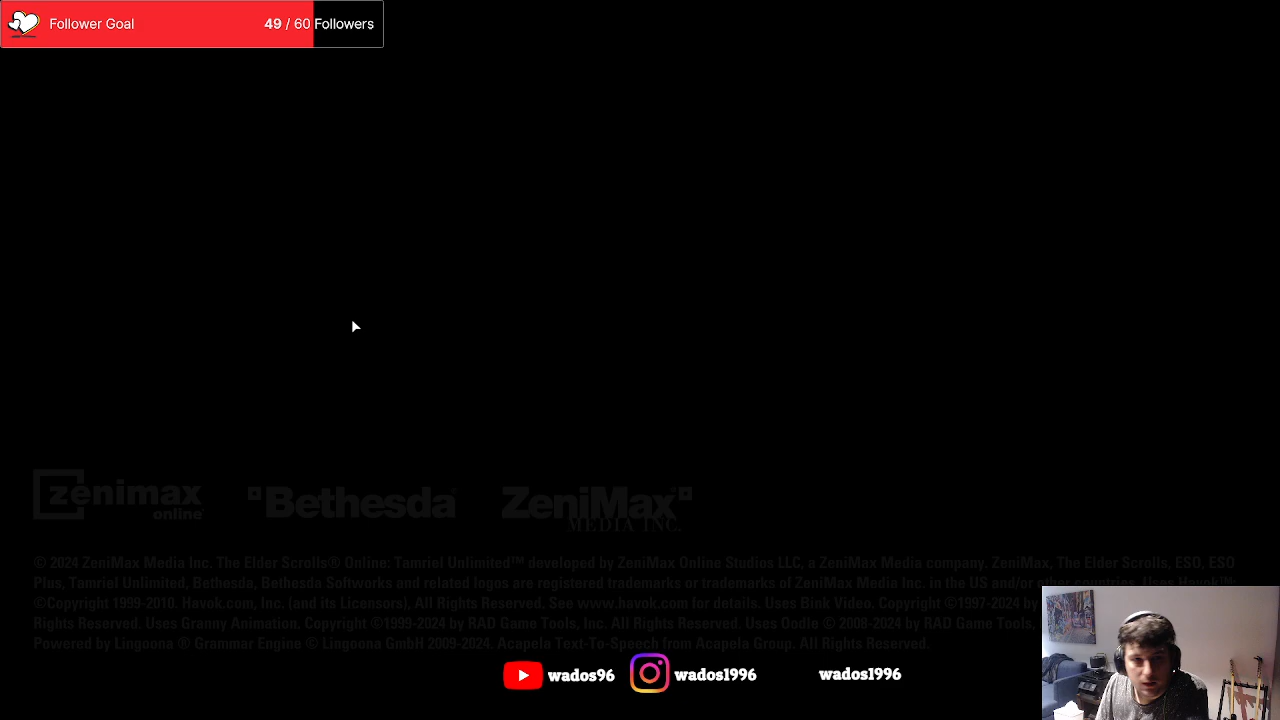 Follower Goal 49 / 60 Followers
zenimax online
Bethesda
ZeniMax MEDIA INC.
© 2024 ZeniMax Media Inc. The Elder Scrolls® Online: Tamriel Unlimited™ developed by ZeniMax Online Studios LLC, a ZeniMax Media company. ZeniMax, The Elder Scrolls, ESO, ESO
Plus, Tamriel Unlimited, Bethesda, Bethesda Softworks and related logos are registered trademarks or trademarks of ZeniMax Media Inc. in the US and/or other countries. Uses Havok™:
©Copyright 1999-2010. Havok.com, Inc. (and its Licensors), All Rights Reserved. See www.havok.com for details. Uses Bink Video. Copyright ©1997-2024 by
Rights Reserved. Uses Granny Animation. Copyright ©1999-2024 by RAD Game Tools, Inc. All Rights Reserved. Uses Oodle © 2008-2024 by RAD Game Tools,
Powered by Lingoona ® Grammar Engine ® Lingoona GmbH 2009-2024. Acapela Text-To-Speech from Acapela Group. All Rights Reserved.
wados96 wados1996 wados1996